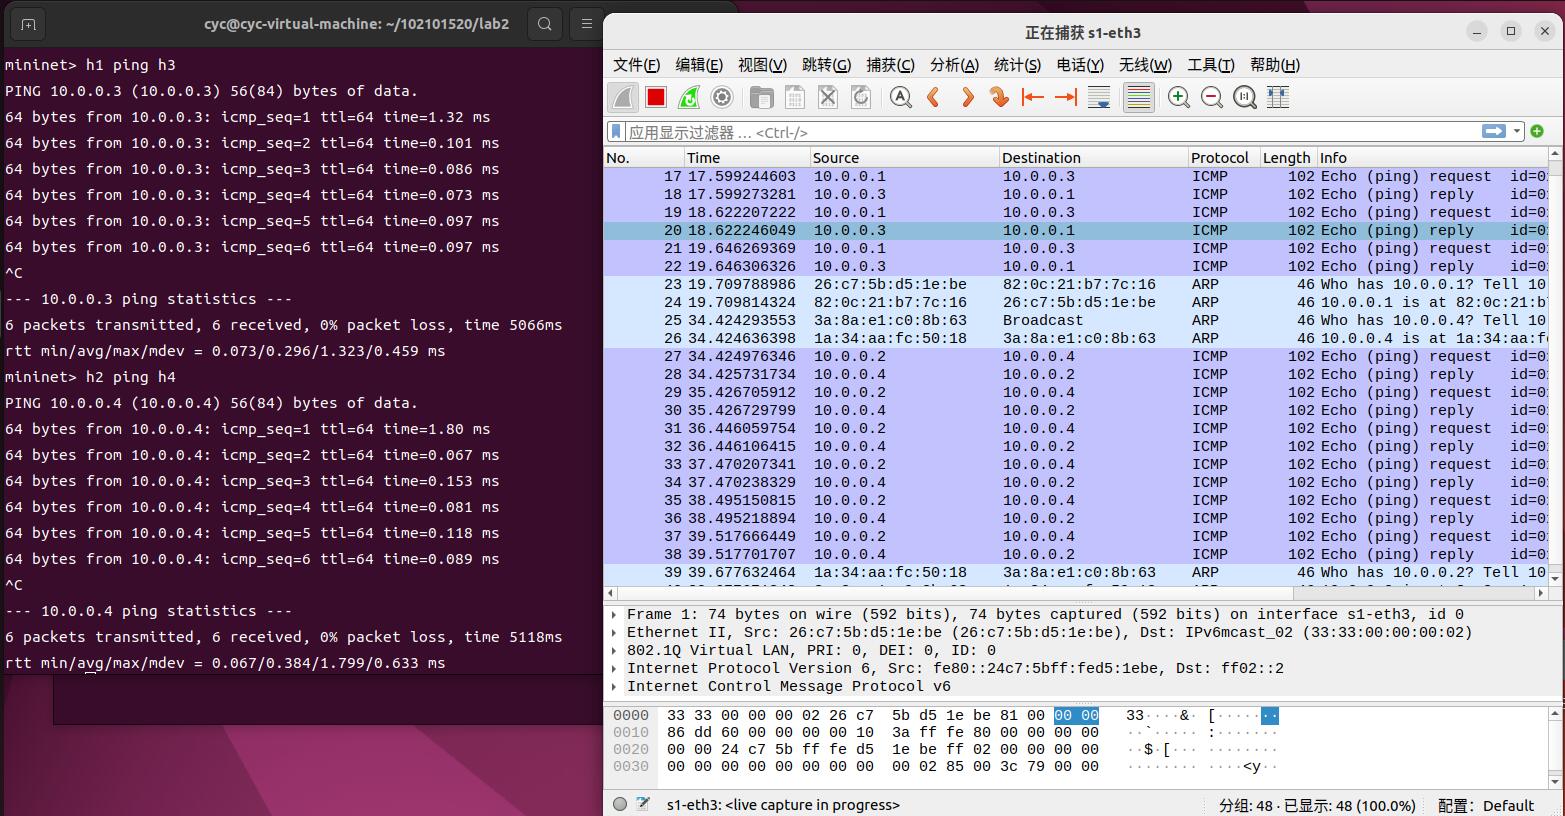 cyc@cyc-virtual-machine: ~/102101520/lab2
mininet> h1 ping h3
PING 10.0.0.3 (10.0.0.3) 56(84) bytes of data.
64 bytes from 10.0.0.3: icmp_seq=1 ttl=64 time=1.32 ms
64 bytes from 10.0.0.3: icmp_seq=2 ttl=64 time=0.101 ms
64 bytes from 10.0.0.3: icmp_seq=3 ttl=64 time=0.086 ms
64 bytes from 10.0.0.3: icmp_seq=4 ttl=64 time=0.073 ms
64 bytes from 10.0.0.3: icmp_seq=5 ttl=64 time=0.097 ms
64 bytes from 10.0.0.3: icmp_seq=6 ttl=64 time=0.097 ms
^C
--- 10.0.0.3 ping statistics ---
6 packets transmitted, 6 received, 0% packet loss, time 5066ms
rtt min/avg/max/mdev = 0.073/0.296/1.323/0.459 ms
mininet> h2 ping h4
PING 10.0.0.4 (10.0.0.4) 56(84) bytes of data.
64 bytes from 10.0.0.4: icmp_seq=1 ttl=64 time=1.80 ms
64 bytes from 10.0.0.4: icmp_seq=2 ttl=64 time=0.067 ms
64 bytes from 10.0.0.4: icmp_seq=3 ttl=64 time=0.153 ms
64 bytes from 10.0.0.4: icmp_seq=4 ttl=64 time=0.081 ms
64 bytes from 10.0.0.4: icmp_seq=5 ttl=64 time=0.118 ms
64 bytes from 10.0.0.4: icmp_seq=6 ttl=64 time=0.089 ms
^C
--- 10.0.0.4 ping statistics ---
6 packets transmitted, 6 received, 0% packet loss, time 5118ms
rtt min/avg/max/mdev = 0.067/0.384/1.799/0.633 ms
正在捕获 s1-eth3
文件(F) 编辑(E) 视图(V) 跳转(G) 捕获(C) 分析(A) 统计(S) 电话(Y) 无线(W) 工具(T) 帮助(H)
应用显示过滤器 … <Ctrl-/>
No. Time Source Destination Protocol Length Info
17 17.599244603 10.0.0.1 10.0.0.3 ICMP 102 Echo (ping) request id=0
18 17.599273281 10.0.0.3 10.0.0.1 ICMP 102 Echo (ping) reply id=0
19 18.622207222 10.0.0.1 10.0.0.3 ICMP 102 Echo (ping) request id=0
20 18.622246049 10.0.0.3 10.0.0.1 ICMP 102 Echo (ping) reply id=0
21 19.646269369 10.0.0.1 10.0.0.3 ICMP 102 Echo (ping) request id=0
22 19.646306326 10.0.0.3 10.0.0.1 ICMP 102 Echo (ping) reply id=0
23 19.709788986 26:c7:5b:d5:1e:be 82:0c:21:b7:7c:16 ARP 46 Who has 10.0.0.1? Tell 10
24 19.709814324 82:0c:21:b7:7c:16 26:c7:5b:d5:1e:be ARP 46 10.0.0.1 is at 82:0c:21:b
25 34.424293553 3a:8a:e1:c0:8b:63 Broadcast ARP 46 Who has 10.0.0.4? Tell 10
26 34.424636398 1a:34:aa:fc:50:18 3a:8a:e1:c0:8b:63 ARP 46 10.0.0.4 is at 1a:34:aa:f
27 34.424976346 10.0.0.2 10.0.0.4 ICMP 102 Echo (ping) request id=0
28 34.425731734 10.0.0.4 10.0.0.2 ICMP 102 Echo (ping) reply id=0
29 35.426705912 10.0.0.2 10.0.0.4 ICMP 102 Echo (ping) request id=0
30 35.426729799 10.0.0.4 10.0.0.2 ICMP 102 Echo (ping) reply id=0
31 36.446059754 10.0.0.2 10.0.0.4 ICMP 102 Echo (ping) request id=0
32 36.446106415 10.0.0.4 10.0.0.2 ICMP 102 Echo (ping) reply id=0
33 37.470207341 10.0.0.2 10.0.0.4 ICMP 102 Echo (ping) request id=0
34 37.470238329 10.0.0.4 10.0.0.2 ICMP 102 Echo (ping) reply id=0
35 38.495150815 10.0.0.2 10.0.0.4 ICMP 102 Echo (ping) request id=0
36 38.495218894 10.0.0.4 10.0.0.2 ICMP 102 Echo (ping) reply id=0
37 39.517666449 10.0.0.2 10.0.0.4 ICMP 102 Echo (ping) request id=0
38 39.517701707 10.0.0.4 10.0.0.2 ICMP 102 Echo (ping) reply id=0
39 39.677632464 1a:34:aa:fc:50:18 3a:8a:e1:c0:8b:63 ARP 46 Who has 10.0.0.2? Tell 10
Frame 1: 74 bytes on wire (592 bits), 74 bytes captured (592 bits) on interface s1-eth3, id 0
Ethernet II, Src: 26:c7:5b:d5:1e:be (26:c7:5b:d5:1e:be), Dst: IPv6mcast_02 (33:33:00:00:00:02)
802.1Q Virtual LAN, PRI: 0, DEI: 0, ID: 0
Internet Protocol Version 6, Src: fe80::24c7:5bff:fed5:1ebe, Dst: ff02::2
Internet Control Message Protocol v6
0000 33 33 00 00 00 02 26 c7 5b d5 1e be 81 00 00 00 33····&· [·······
0010 86 dd 60 00 00 00 00 10 3a ff fe 80 00 00 00 00 ··`····· :·······
0020 00 00 24 c7 5b ff fe d5 1e be ff 02 00 00 00 00 ··$·[··· ········
0030 00 00 00 00 00 00 00 00 00 02 85 00 3c 79 00 00 ········ ····<y··
s1-eth3: <live capture in progress>
分组: 48 · 已显示: 48 (100.0%)
配置: Default